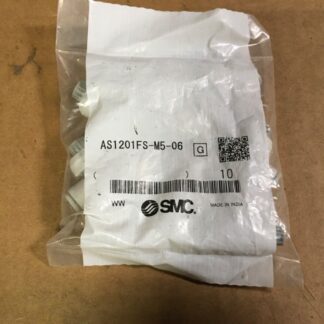 AS1201FS-M5-06 G
( ) 10
WW SMC. MADE IN INDIA